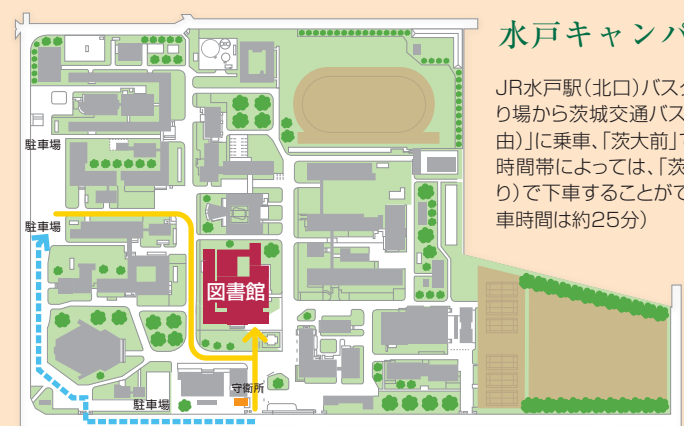 水戸キャンパ
JR水戸駅(北口)バス
り場から茨城交通バス
由)」に乗車、「茨大前」
時間帯によっては、「茨
り)で下車することがで
車時間は約25分)
駐車場
駐車場
図書館
守衛所
駐車場